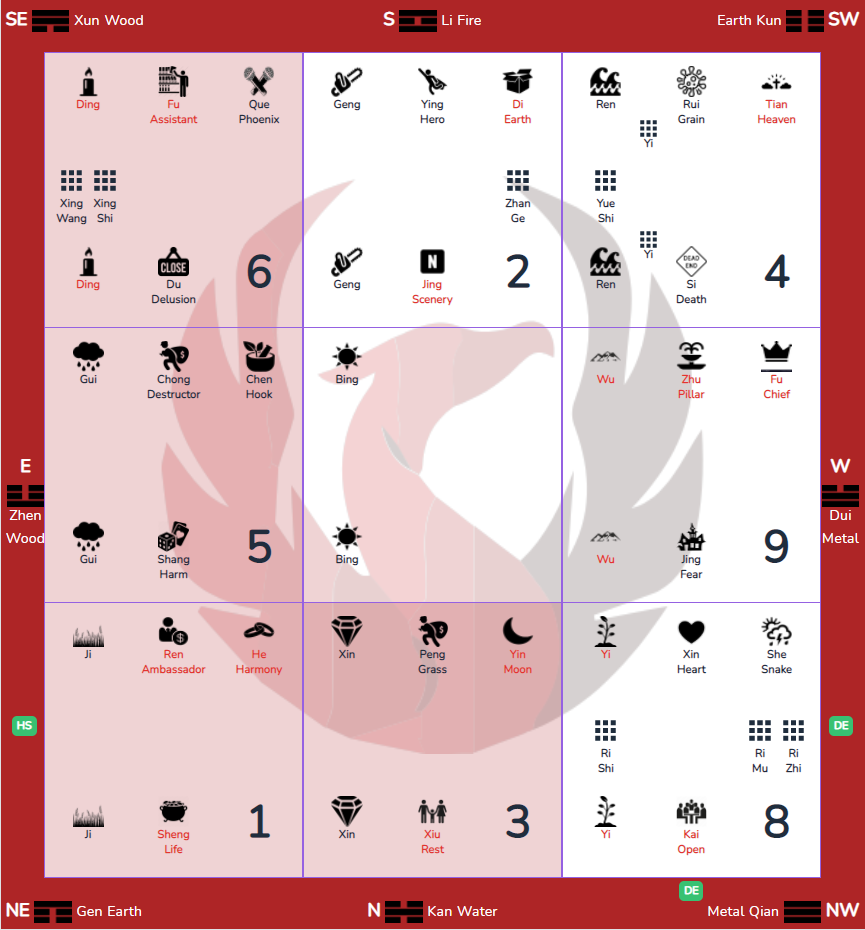 SE Xun Wood
S Li Fire
Earth Kun SW
Ding
Fu
Assistant
Que
Phoenix
Xing
Wang
Xing
Shi
Ding
CLOSE
Du
Delusion
6
Geng
Ying
Hero
Di
Earth
Zhan
Ge
Geng
N
Jing
Scenery
2
Ren
Rui
Grain
Tian
Heaven
Yi
Yue
Shi
Yi
Ren
DEAD
END
Si
Death
4
E
Zhen
Wood
Gui
Chong
Destructor
Chen
Hook
Gui
Shang
Harm
5
Bing
Bing
Wu
Zhu
Pillar
Fu
Chief
Wu
Jing
Fear
9
W
Dui
Metal
HS
Ji
Ren
Ambassador
He
Harmony
Ji
Sheng
Life
1
Xin
Peng
Grass
Yin
Moon
Xin
Xiu
Rest
3
Yi
Xin
Heart
She
Snake
Ri
Shi
Ri
Mu
Ri
Zhi
Yi
Kai
Open
8
DE
DE
NE Gen Earth
N Kan Water
Metal Qian NW